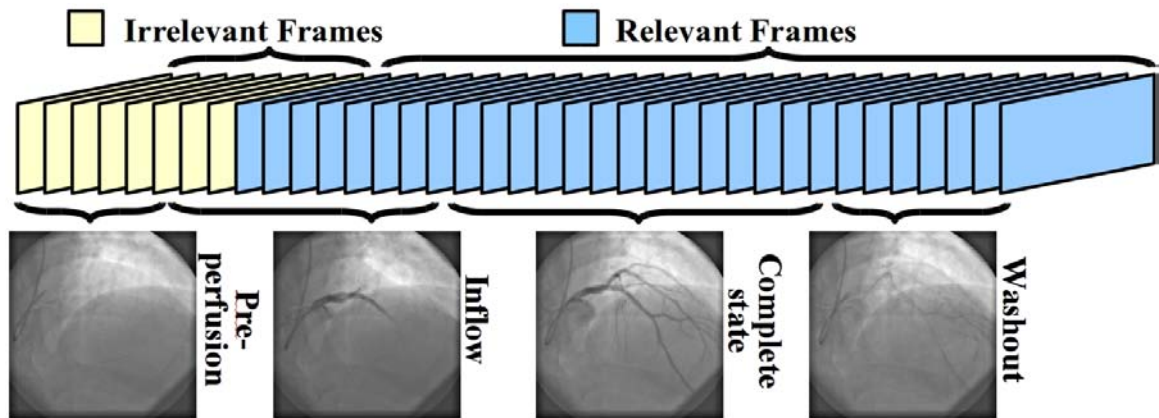 Irrelevant Frames
Relevant Frames
Pre-
perfusion
Inflow
Complete
state
Washout